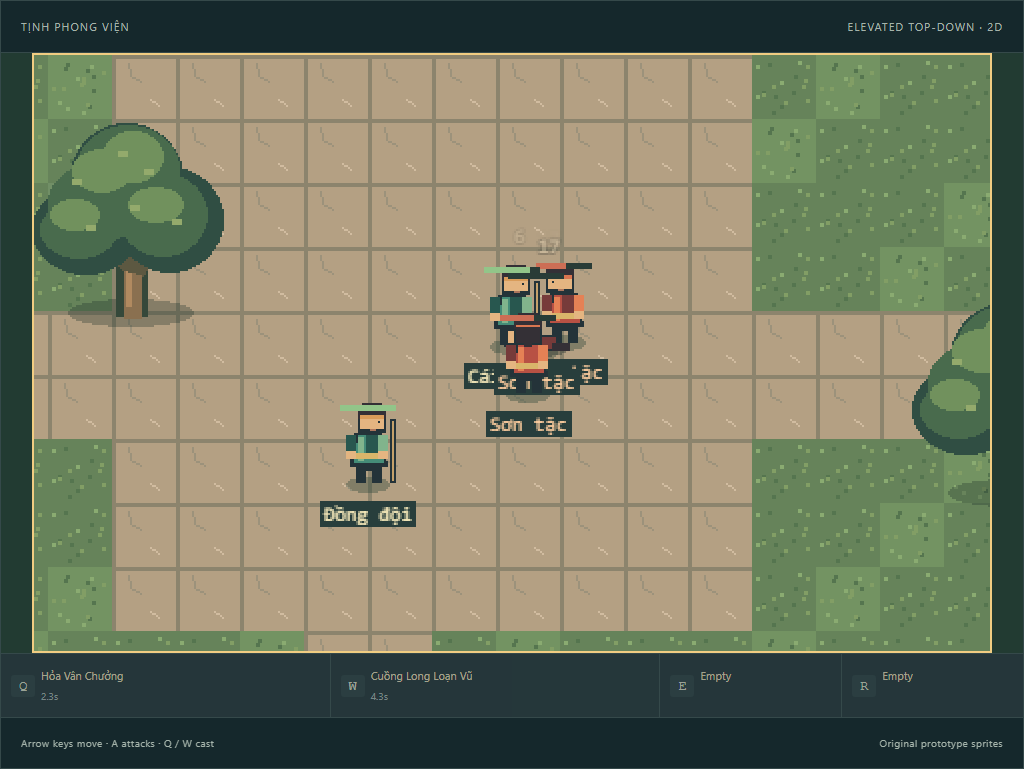 TỊNH PHONG VIỆN
ELEVATED TOP-DOWN · 2D
6
17
Sơn tặc
Sơn tặc
Đồng đội
Q Hỏa Vân Chưởng
2.3s
W Cuồng Long Loạn Vũ
4.3s
E Empty
R Empty
Arrow keys move · A attacks · Q / W cast
Original prototype sprites